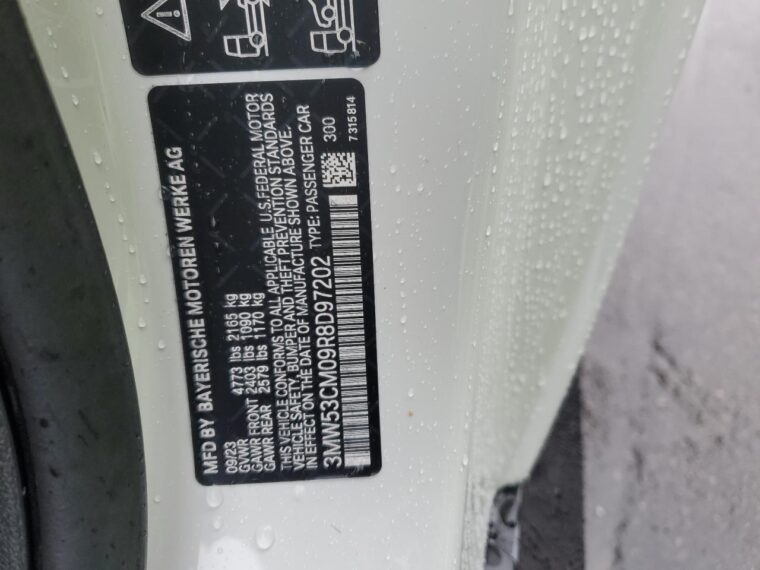 MFD BY BAYERISCHE MOTOREN WERKE AG
09/23
GVWR 4773 lbs 2165 kg
GAWR FRONT 2403 lbs 1090 kg
GAWR REAR 2579 lbs 1170 kg
THIS VEHICLE CONFORMS TO ALL APPLICABLE U.S.FEDERAL MOTOR
VEHICLE SAFETY, BUMPER AND THEFT PREVENTION STANDARDS
IN EFFECT ON THE DATE OF MANUFACTURE SHOWN ABOVE.
3MW53CM09R8D97202 TYPE: PASSENGER CAR
300
7315814